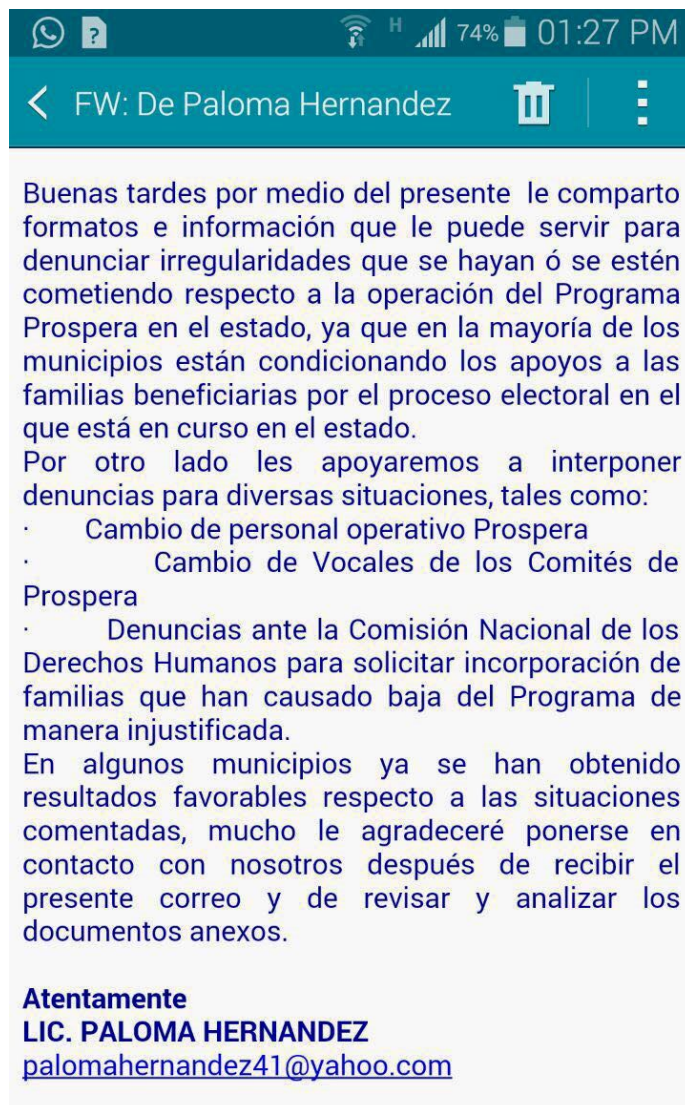 H 74% 01:27 PM
FW: De Paloma Hernandez
Buenas tardes por medio del presente le comparto
formatos e información que le puede servir para
denunciar irregularidades que se hayan ó se estén
cometiendo respecto a la operación del Programa
Prospera en el estado, ya que en la mayoría de los
municipios están condicionando los apoyos a las
familias beneficiarias por el proceso electoral en el
que está en curso en el estado.
Por otro lado les apoyaremos a interponer
denuncias para diversas situaciones, tales como:
· Cambio de personal operativo Prospera
· Cambio de Vocales de los Comités de
Prospera
· Denuncias ante la Comisión Nacional de los
Derechos Humanos para solicitar incorporación de
familias que han causado baja del Programa de
manera injustificada.
En algunos municipios ya se han obtenido
resultados favorables respecto a las situaciones
comentadas, mucho le agradeceré ponerse en
contacto con nosotros después de recibir el
presente correo y de revisar y analizar los
documentos anexos.
Atentamente
LIC. PALOMA HERNANDEZ
palomahernandez41@yahoo.com